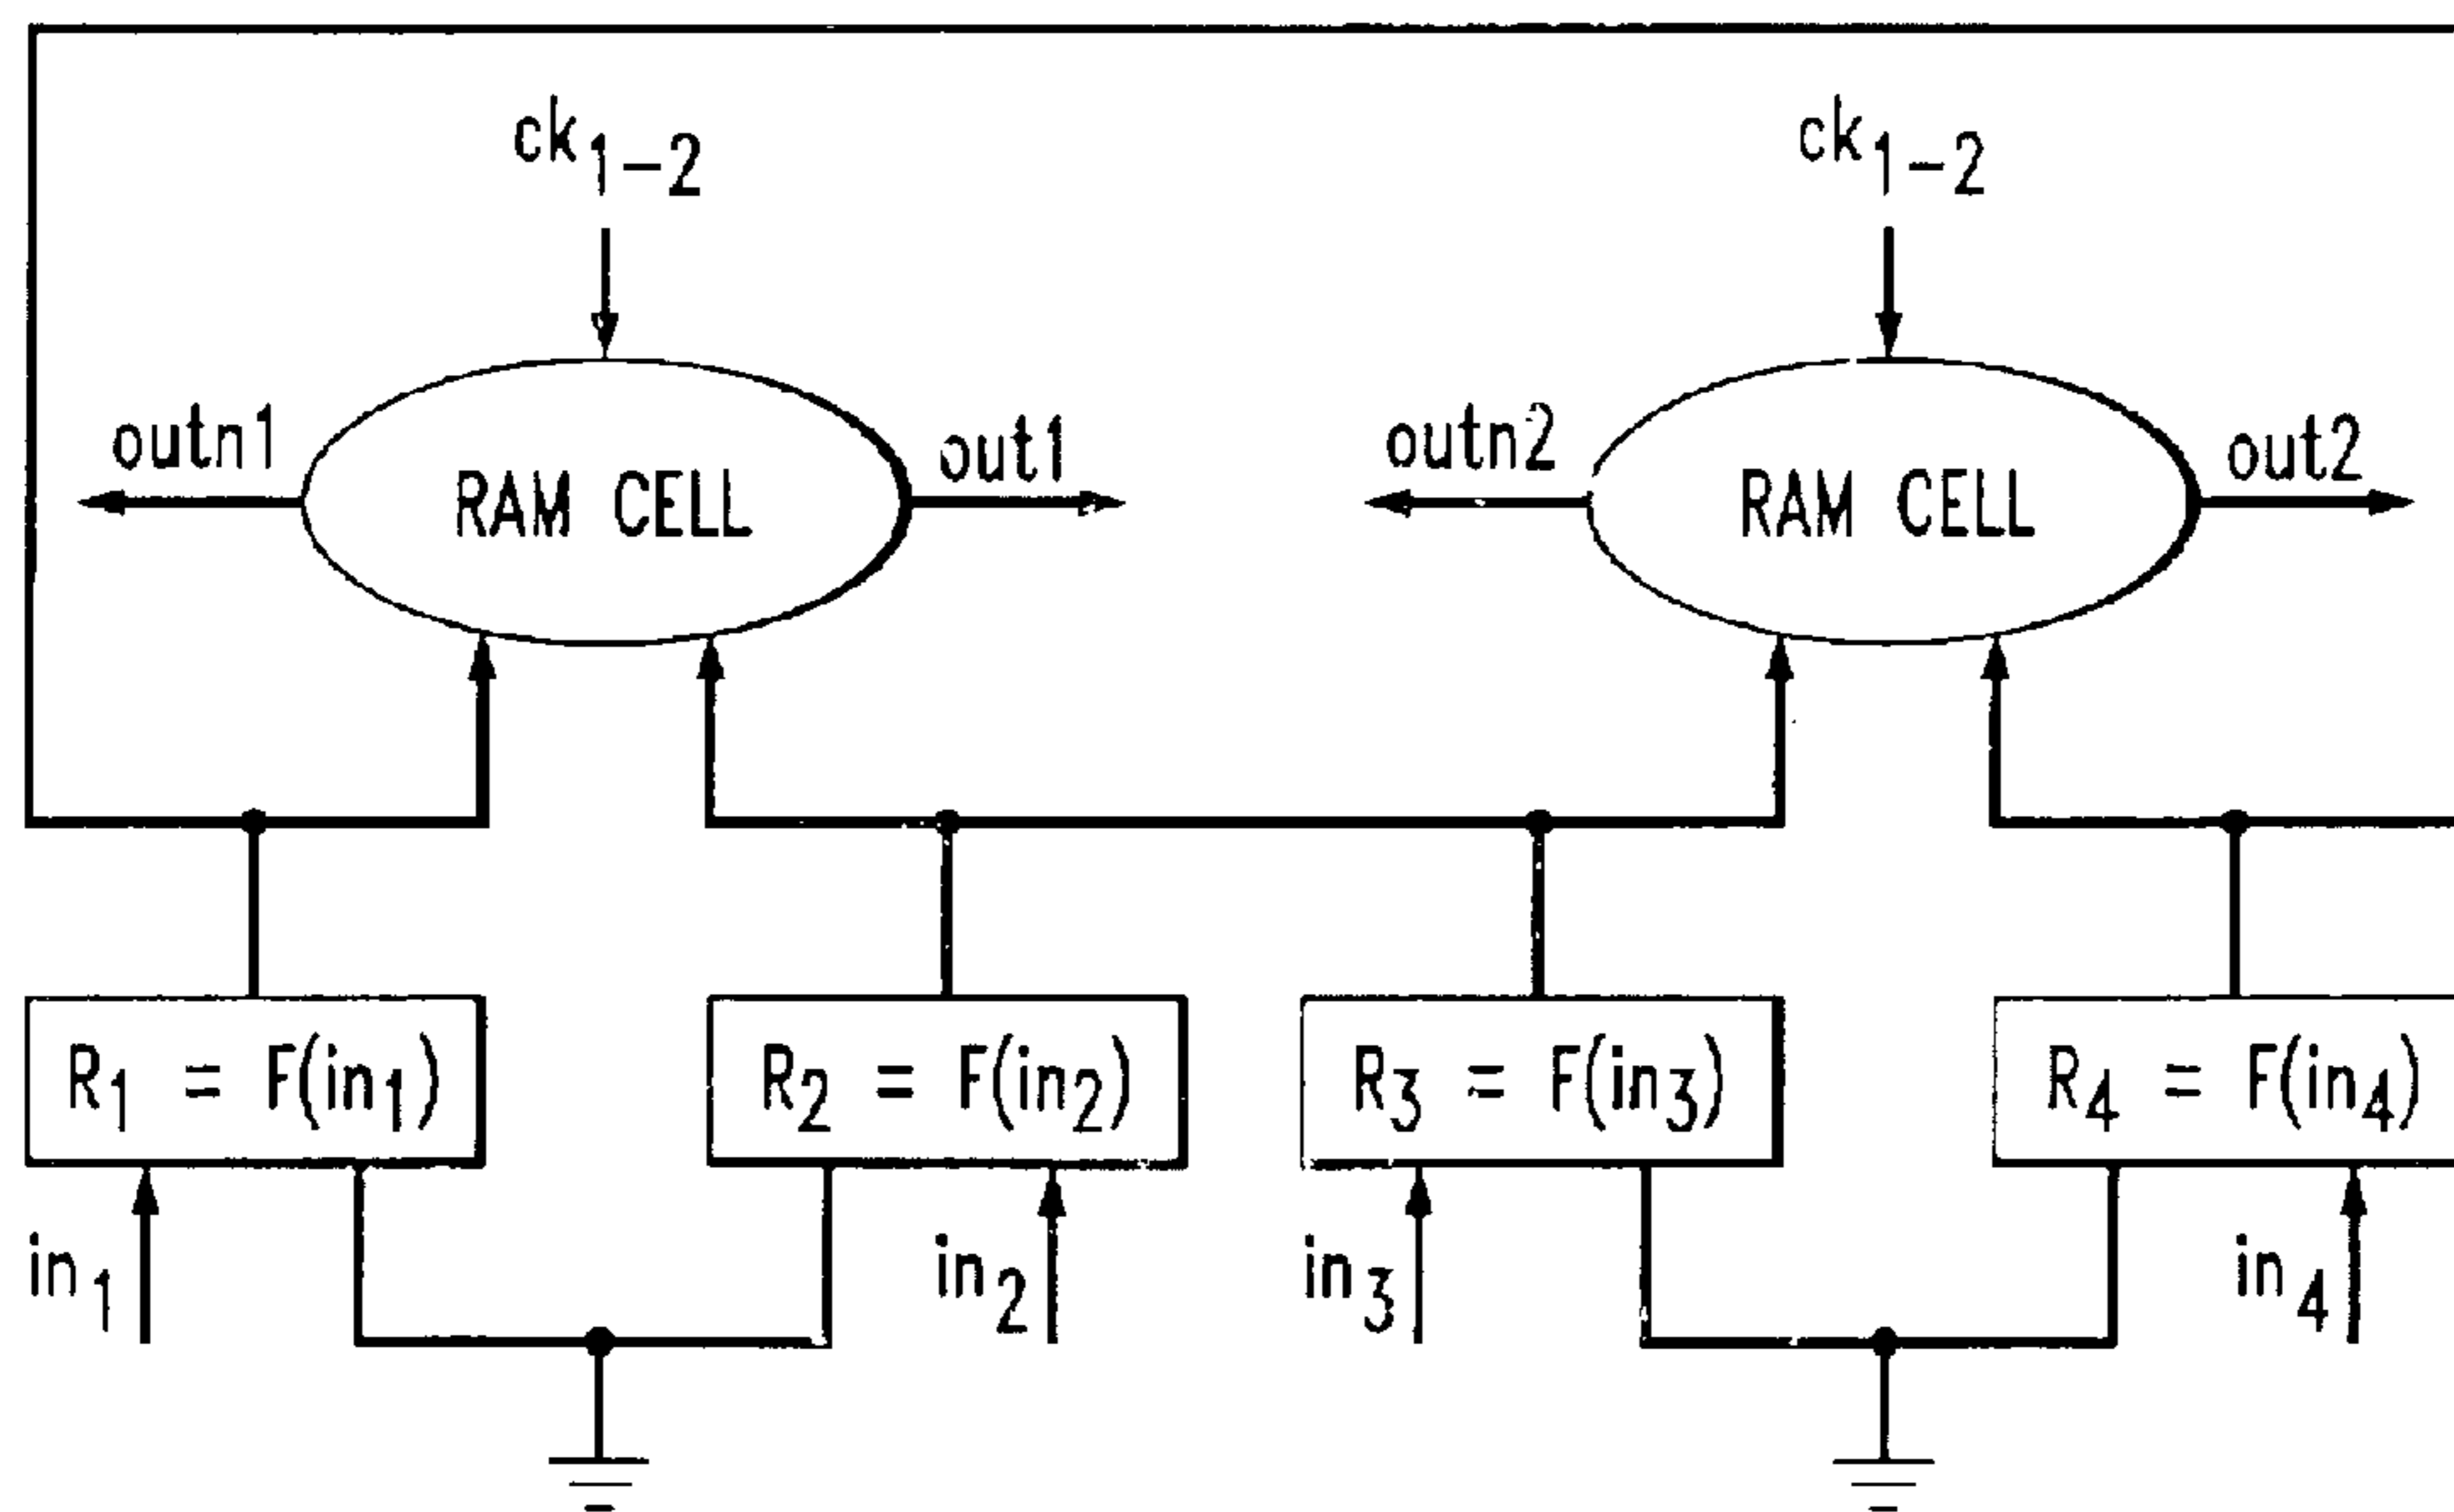 ck1-2
ck1-2
outn1
out1
outn2
out2
RAM CELL
RAM CELL
R1 = F(in1)
R2 = F(in2)
R3 = F(in3)
R4 = F(in4)
in1
in2
in3
in4